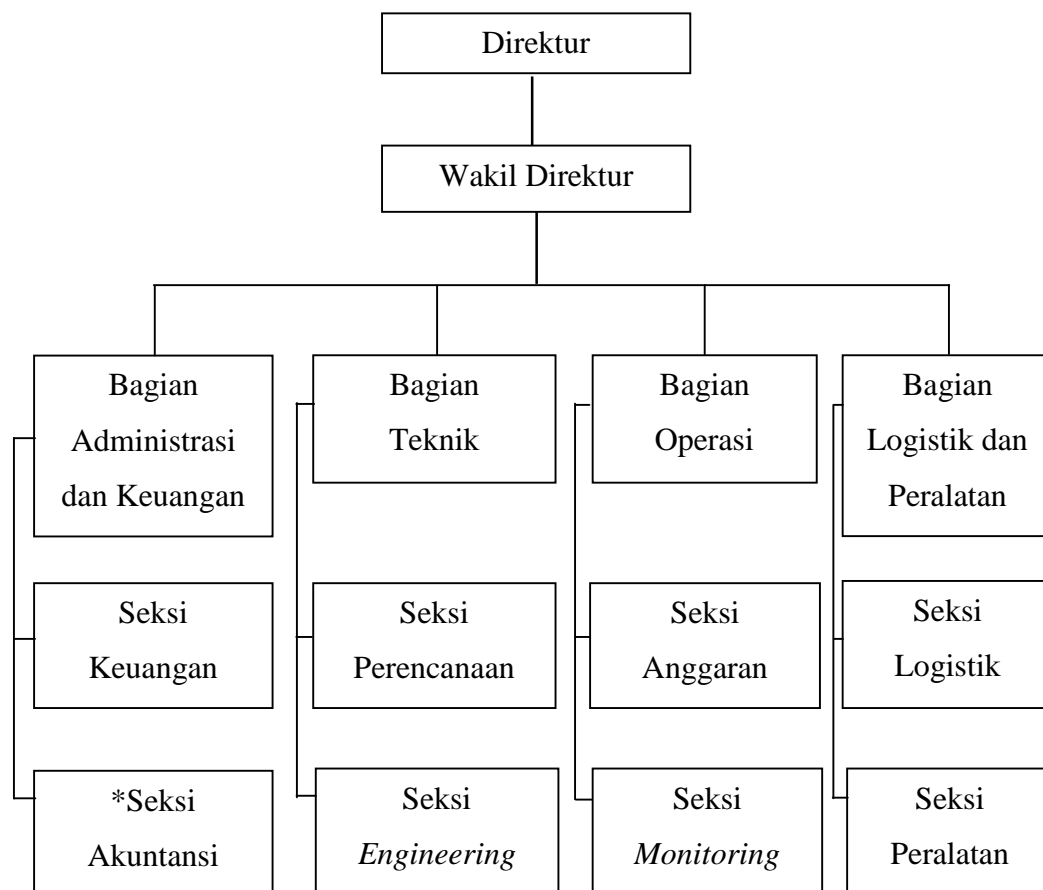 Direktur
Wakil Direktur
Bagian
Administrasi
dan Keuangan
Bagian
Teknik
Bagian
Operasi
Bagian
Logistik dan
Peralatan
Seksi
Keuangan
Seksi
Perencanaan
Seksi
Anggaran
Seksi
Logistik
*Seksi
Akuntansi
Seksi
Engineering
Seksi
Monitoring
Seksi
Peralatan